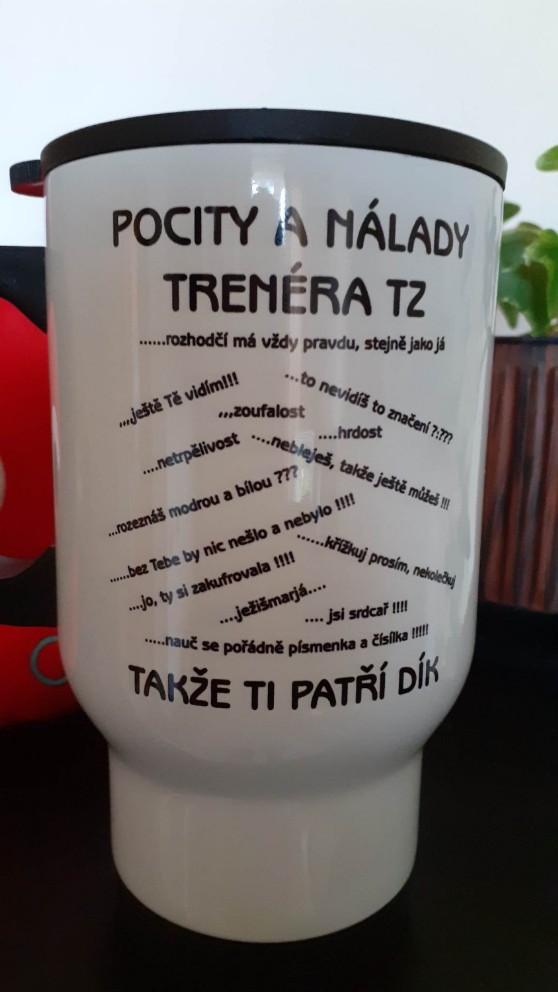 POCITY A NÁLADY
TRENÉRA TZ
......rozhodčí má vždy pravdu, stejně jako já
,,,ještě Tě vidím!!!
...to nevidíš to značení ?:???
,,,zoufalost
....hrdost
....netrpělivost
....nebleješ, takže ještě můžeš !!!
...rozeznáš modrou a bílou ???
......bez Tebe by nic nešlo a nebylo !!!!
......křížkuj prosím, nekolečkuj
....jo, ty si zakufrovala !!!!
...ježišmarjá....
.... jsi srdcař !!!!
.....nauč se pořádně písmenka a čísílka !!!!!
TAKŽE TI PATŘÍ DÍK